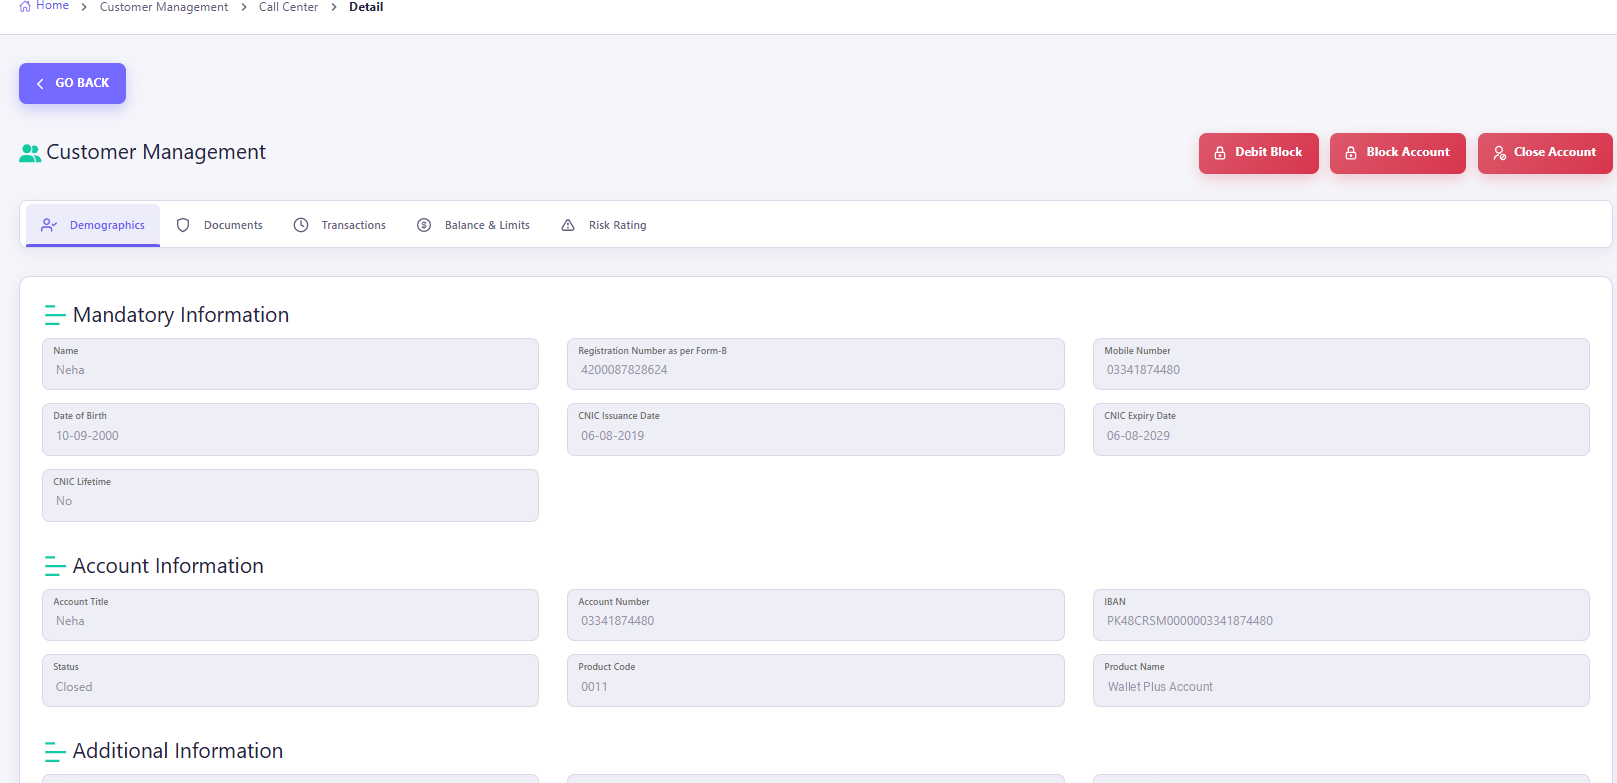 Home > Customer Management > Call Center > Detail
GO BACK
Customer Management
Debit Block Block Account Close Account
Demographics Documents Transactions Balance & Limits Risk Rating
Mandatory Information
Name Registration Number as per Form-B Mobile Number
Neha 4200087828624 03341874480
Date of Birth CNIC Issuance Date CNIC Expiry Date
10-09-2000 06-08-2019 06-08-2029
CNIC Lifetime
No
Account Information
Account Title Account Number IBAN
Neha 03341874480 PK48CRSM0000003341874480
Status Product Code Product Name
Closed 0011 Wallet Plus Account
Additional Information